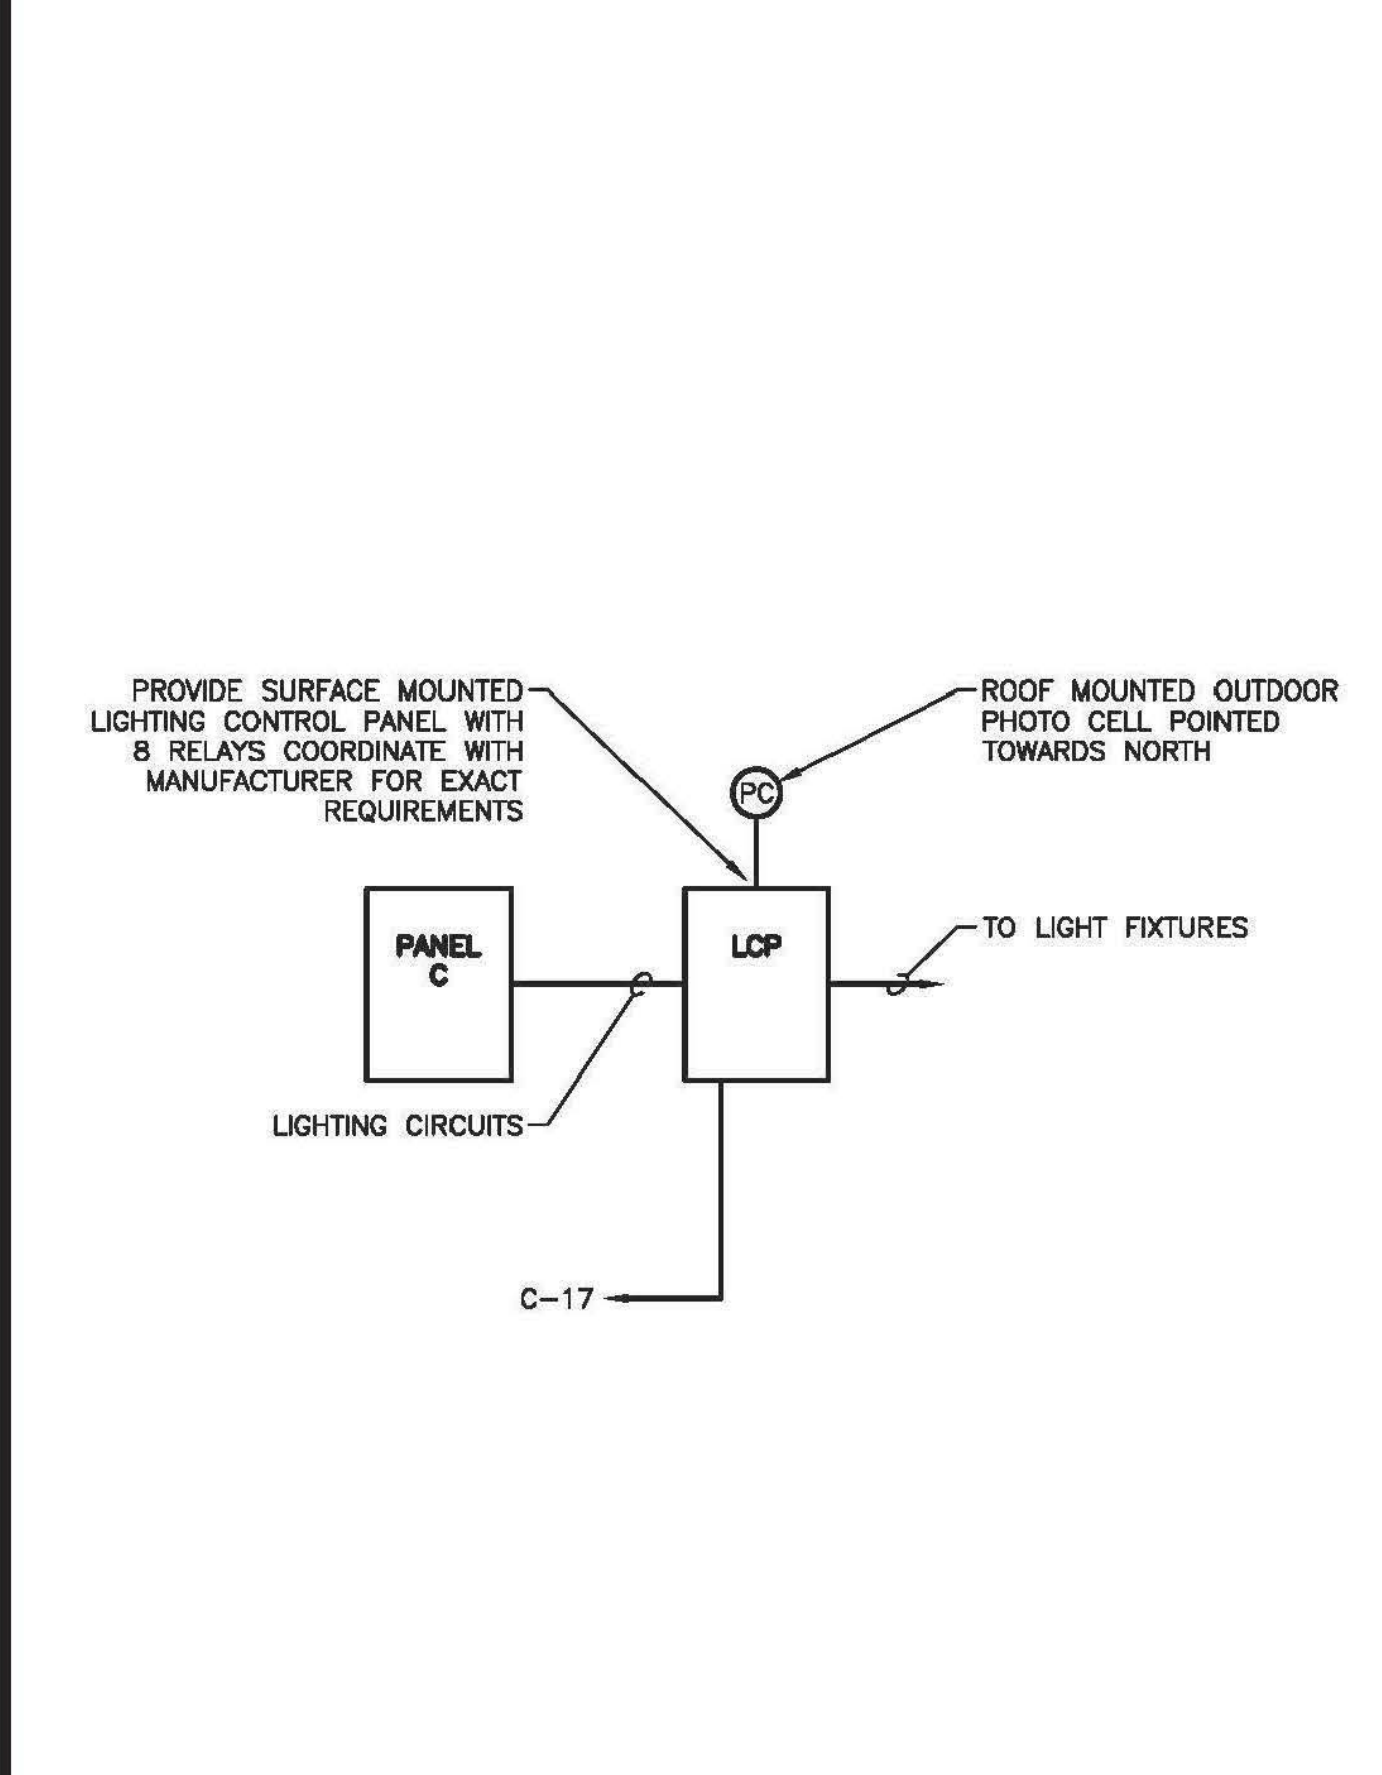 PROVIDE SURFACE MOUNTED
LIGHTING CONTROL PANEL WITH
8 RELAYS COORDINATE WITH
MANUFACTURER FOR EXACT
REQUIREMENTS
ROOF MOUNTED OUTDOOR
PHOTO CELL POINTED
TOWARDS NORTH
PC
PANEL
C
LCP
TO LIGHT FIXTURES
LIGHTING CIRCUITS
C-17